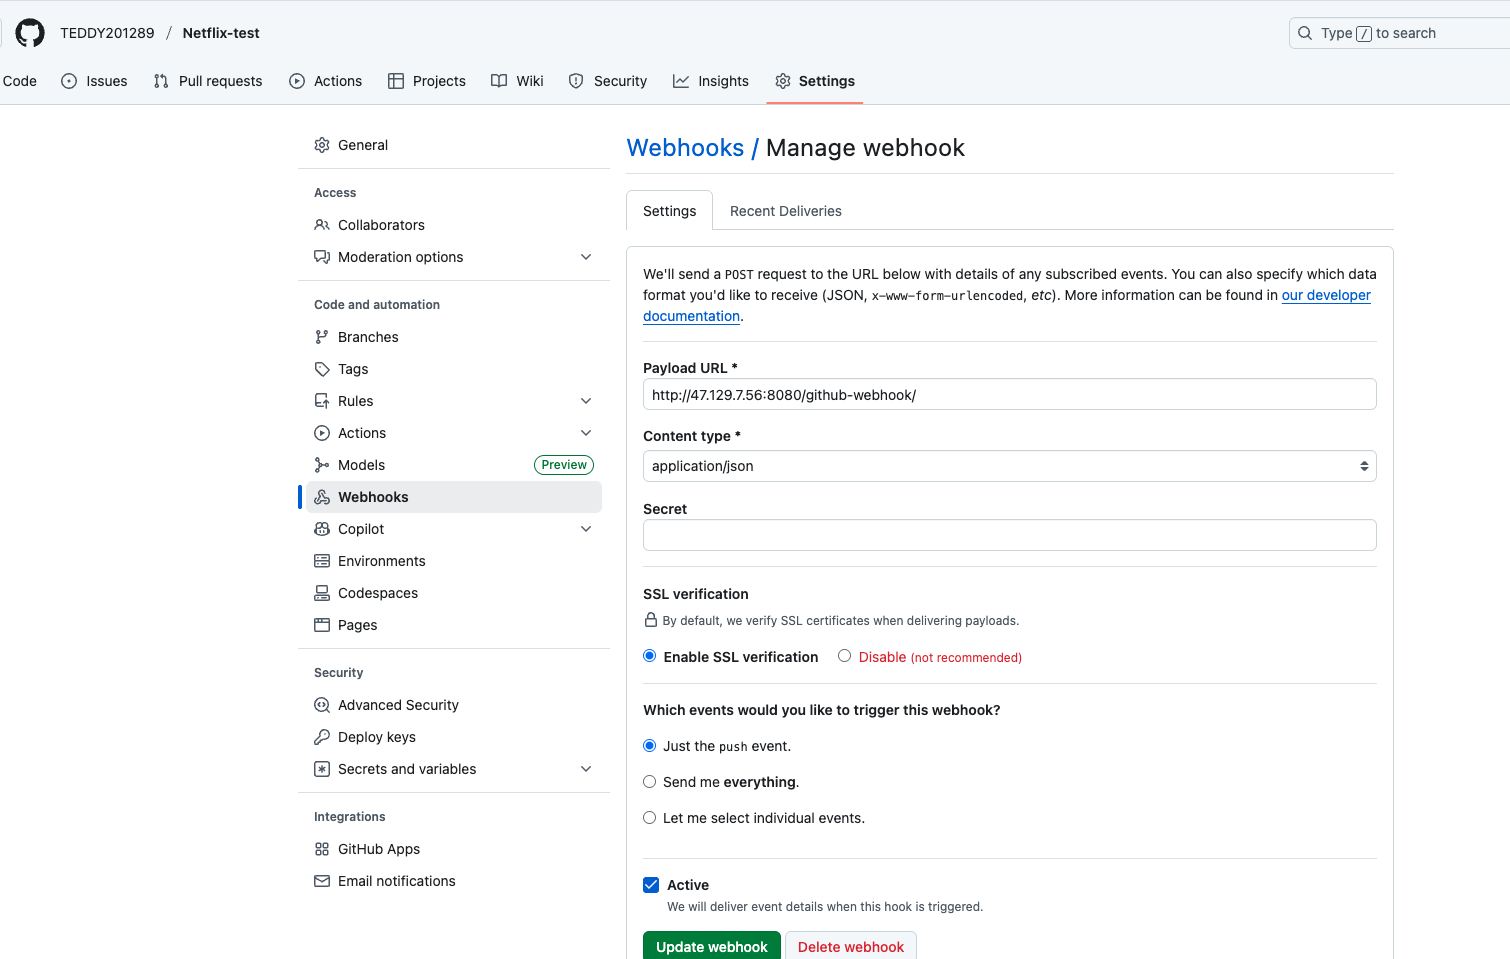 TEDDY201289 / Netflix-test
Type / to search
Code Issues Pull requests Actions Projects Wiki Security Insights Settings
General
Access
Collaborators
Moderation options
Code and automation
Branches
Tags
Rules
Actions
Models Preview
Webhooks
Copilot
Environments
Codespaces
Pages
Security
Advanced Security
Deploy keys
Secrets and variables
Integrations
GitHub Apps
Email notifications
Webhooks / Manage webhook
Settings Recent Deliveries
We'll send a POST request to the URL below with details of any subscribed events. You can also specify which data
format you'd like to receive (JSON, x-www-form-urlencoded, etc). More information can be found in our developer
documentation.
Payload URL *
http://47.129.7.56:8080/github-webhook/
Content type *
application/json
Secret
SSL verification
By default, we verify SSL certificates when delivering payloads.
Enable SSL verification Disable (not recommended)
Which events would you like to trigger this webhook?
Just the push event.
Send me everything.
Let me select individual events.
Active
We will deliver event details when this hook is triggered.
Update webhook Delete webhook